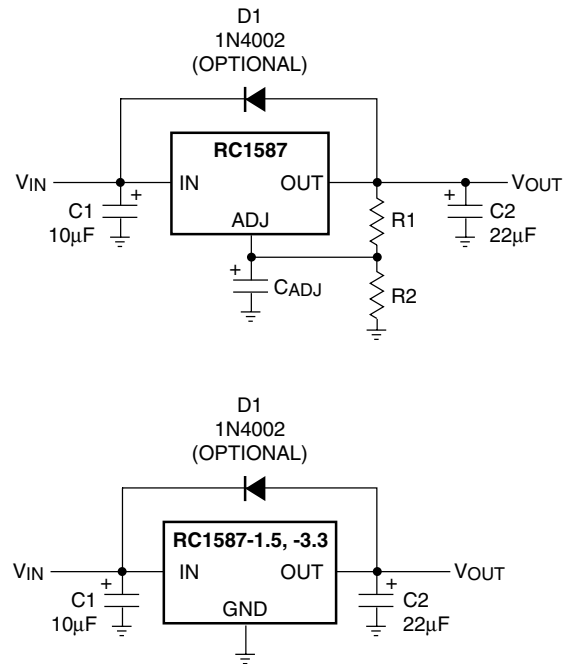 D1
1N4002
(OPTIONAL)
RC1587
VIN
IN
OUT
VOUT
+
C1
10μF
ADJ
+
CADJ
R1
R2
+
C2
22μF
D1
1N4002
(OPTIONAL)
RC1587-1.5, -3.3
VIN
IN
OUT
VOUT
+
C1
10μF
GND
+
C2
22μF